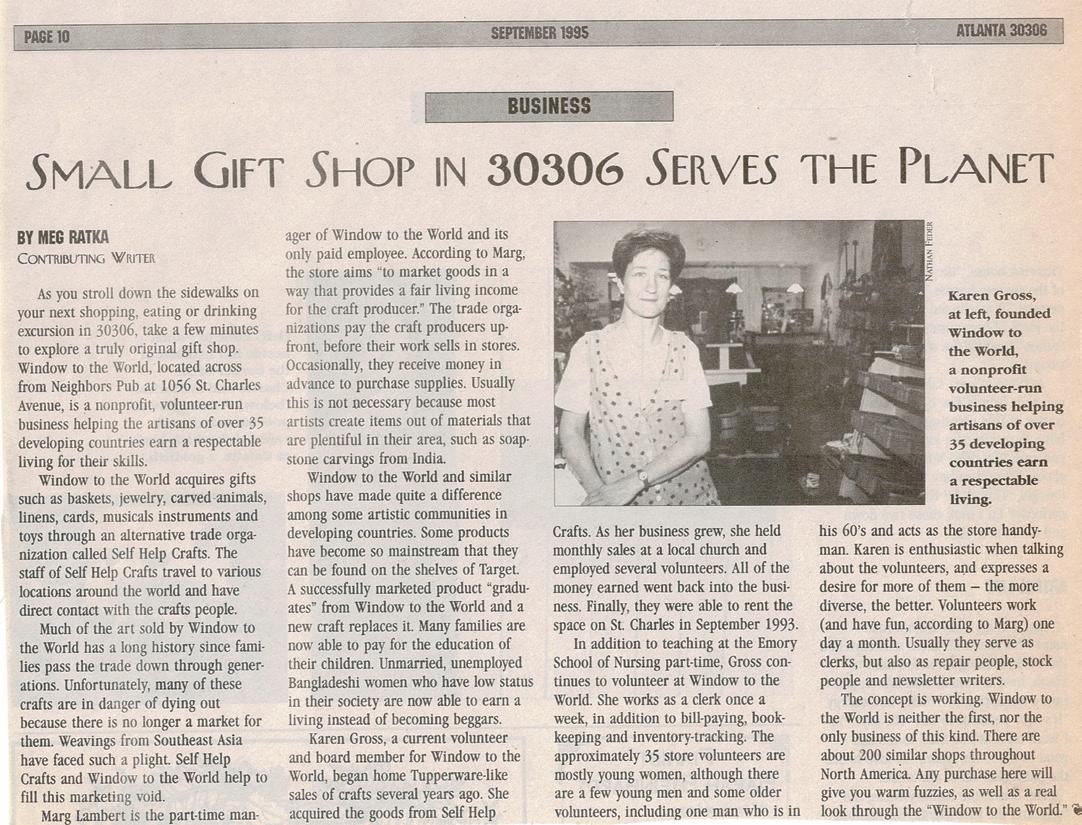 PAGE 10
SEPTEMBER 1995
ATLANTA 30306
BUSINESS
SMALL GIFT SHOP IN 30306 SERVES THE PLANET
BY MEG RATKA
CONTRIBUTING WRITER
As you stroll down the sidewalks on
your next shopping, eating or drinking
excursion in 30306, take a few minutes
to explore a truly original gift shop.
Window to the World, located across
from Neighbors Pub at 1056 St. Charles
Avenue, is a nonprofit, volunteer-run
business helping the artisans of over 35
developing countries earn a respectable
living for their skills.
Window to the World acquires gifts
such as baskets, jewelry, carved animals,
linens, cards, musicals instruments and
toys through an alternative trade orga-
nization called Self Help Crafts. The
staff of Self Help Crafts travel to various
locations around the world and have
direct contact with the crafts people.
Much of the art sold by Window to
the World has a long history since fami-
lies pass the trade down through gener-
ations. Unfortunately, many of these
crafts are in danger of dying out
because there is no longer a market for
them. Weavings from Southeast Asia
have faced such a plight. Self Help
Crafts and Window to the World help to
fill this marketing void.
Marg Lambert is the part-time man-
ager of Window to the World and its
only paid employee. According to Marg,
the store aims "to market goods in a
way that provides a fair living income
for the craft producer." The trade orga-
nizations pay the craft producers up-
front, before their work sells in stores.
Occasionally, they receive money in
advance to purchase supplies. Usually
this is not necessary because most
artists create items out of materials that
are plentiful in their area, such as soap-
stone carvings from India.
Window to the World and similar
shops have made quite a difference
among some artistic communities in
developing countries. Some products
have become so mainstream that they
can be found on the shelves of Target.
A successfully marketed product "gradu-
ates" from Window to the World and a
new craft replaces it. Many families are
now able to pay for the education of
their children. Unmarried, unemployed
Bangladeshi women who have low status
in their society are now able to earn a
living instead of becoming beggars.
Karen Gross, a current volunteer
and board member for Window to the
World, began home Tupperware-like
sales of crafts several years ago. She
acquired the goods from Self Help
NATHAN FEDER
Karen Gross,
at left, founded
Window to
the World,
a nonprofit
volunteer-run
business helping
artisans of over
35 developing
countries earn
a respectable
living.
Crafts. As her business grew, she held
monthly sales at a local church and
employed several volunteers. All of the
money earned went back into the busi-
ness. Finally, they were able to rent the
space on St. Charles in September 1993.
In addition to teaching at the Emory
School of Nursing part-time, Gross con-
tinues to volunteer at Window to the
World. She works as a clerk once a
week, in addition to bill-paying, book-
keeping and inventory-tracking. The
approximately 35 store volunteers are
mostly young women, although there
are a few young men and some older
volunteers, including one man who is in
his 60's and acts as the store handy-
man. Karen is enthusiastic when talking
about the volunteers, and expresses a
desire for more of them – the more
diverse, the better. Volunteers work
(and have fun, according to Marg) one
day a month. Usually they serve as
clerks, but also as repair people, stock
people and newsletter writers.
The concept is working. Window to
the World is neither the first, nor the
only business of this kind. There are
about 200 similar shops throughout
North America. Any purchase here will
give you warm fuzzies, as well as a real
look through the "Window to the World."